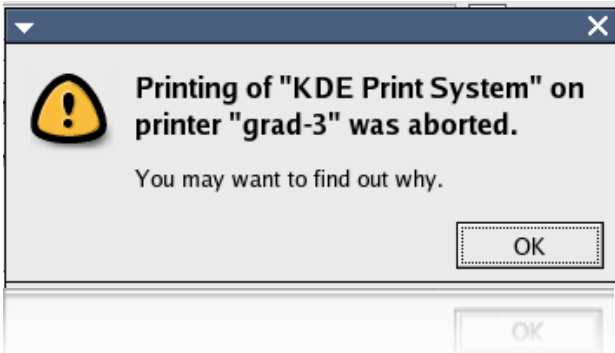 Printing of "KDE Print System" on
printer "grad-3" was aborted.
You may want to find out why.
OK
OK